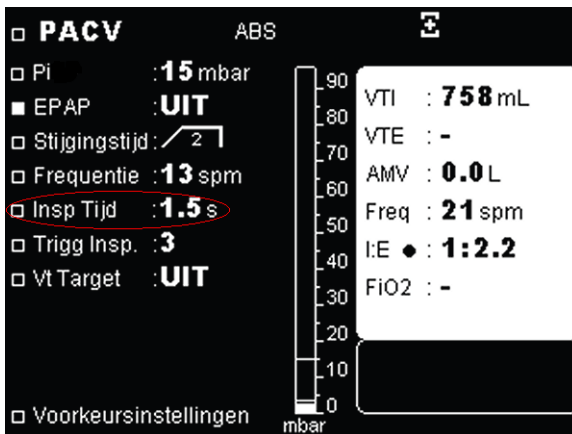 PACV ABS
Pi :15 mbar
EPAP :UIT
Stijgingstijd: 2
Frequentie :13 spm
Insp Tijd :1.5 s
Trigg Insp. :3
Vt Target :UIT
Voorkeursinstellingen
90
80
70
60
50
40
30
20
10
0
mbar
VTI : 758 mL
VTE : -
AMV : 0.0 L
Freq : 21 spm
I:E ● : 1:2.2
FiO2 : -